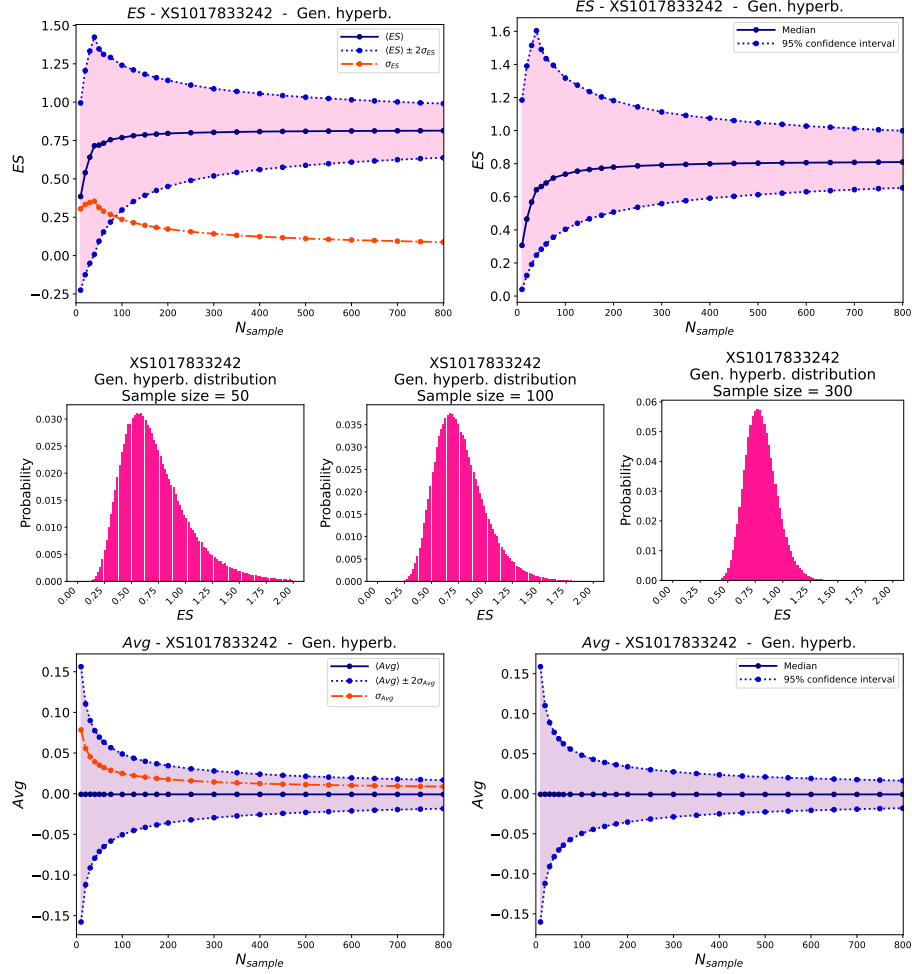 ES - XS1017833242 - Gen. hyperb.
1.50
1.25
1.00
0.75
0.50
0.25
0.00
−0.25
ES
⟨ES⟩
⟨ES⟩ ± 2σ_ES
σ_ES
0 100 200 300 400 500 600 700 800
N_sample
ES - XS1017833242 - Gen. hyperb.
1.6
1.4
1.2
1.0
0.8
0.6
0.4
0.2
0.0
ES
Median
95% confidence interval
0 100 200 300 400 500 600 700 800
N_sample
XS1017833242
Gen. hyperb. distribution
Sample size = 50
0.030
0.025
0.020
0.015
0.010
0.005
0.000
Probability
0.00 0.25 0.50 0.75 1.00 1.25 1.50 1.75 2.00
ES
XS1017833242
Gen. hyperb. distribution
Sample size = 100
0.035
0.030
0.025
0.020
0.015
0.010
0.005
0.000
Probability
0.00 0.25 0.50 0.75 1.00 1.25 1.50 1.75 2.00
ES
XS1017833242
Gen. hyperb. distribution
Sample size = 300
0.06
0.05
0.04
0.03
0.02
0.01
0.00
Probability
0.00 0.25 0.50 0.75 1.00 1.25 1.50 1.75 2.00
ES
Avg - XS1017833242 - Gen. hyperb.
0.15
0.10
0.05
0.00
−0.05
−0.10
−0.15
Avg
⟨Avg⟩
⟨Avg⟩ ± 2σ_Avg
σ_Avg
0 100 200 300 400 500 600 700 800
N_sample
Avg - XS1017833242 - Gen. hyperb.
0.15
0.10
0.05
0.00
−0.05
−0.10
−0.15
Avg
Median
95% confidence interval
0 100 200 300 400 500 600 700 800
N_sample